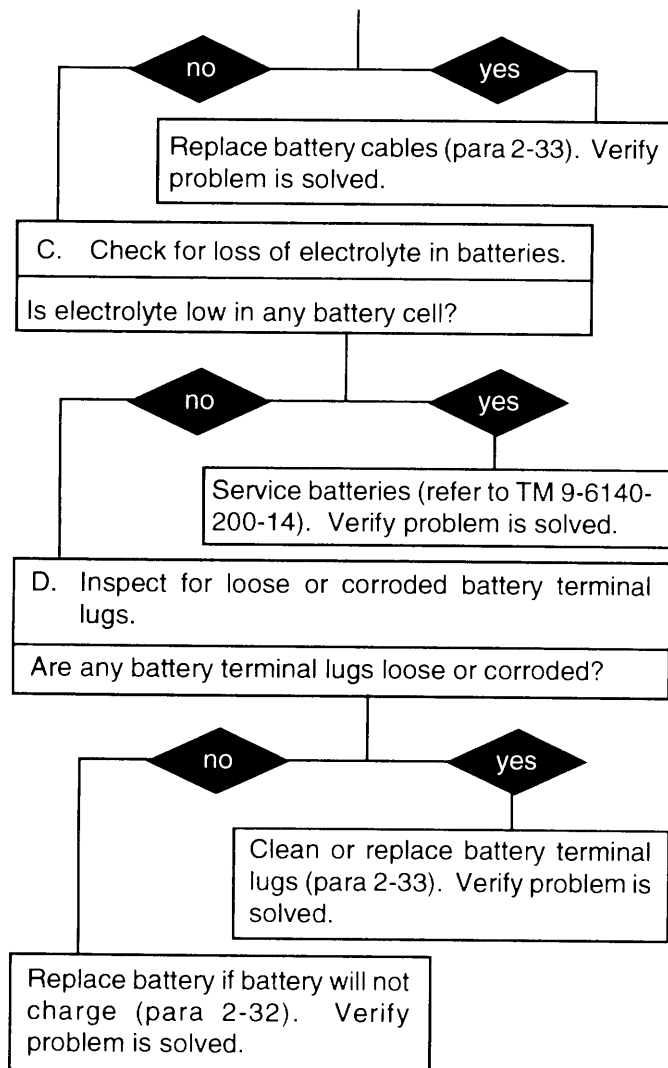 no
yes
Replace battery cables (para 2-33). Verify
problem is solved.
C. Check for loss of electrolyte in batteries.
Is electrolyte low in any battery cell?
no
yes
Service batteries (refer to TM 9-6140-
200-14). Verify problem is solved.
D. Inspect for loose or corroded battery terminal
lugs.
Are any battery terminal lugs loose or corroded?
no
yes
Clean or replace battery terminal
lugs (para 2-33). Verify problem is
solved.
Replace battery if battery will not
charge (para 2-32). Verify
problem is solved.